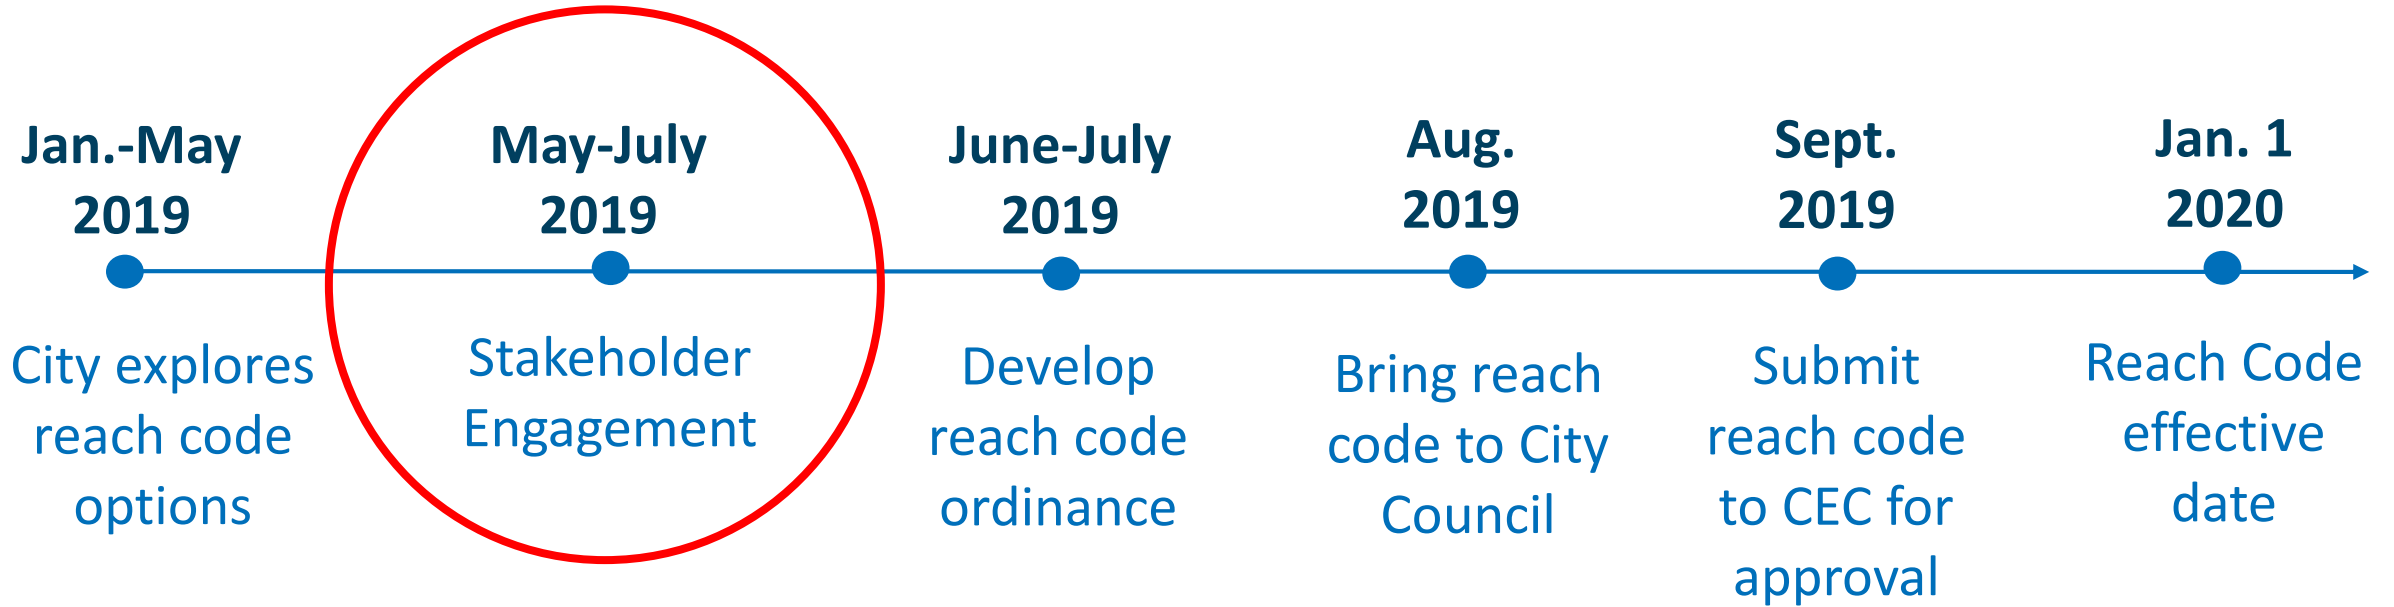 Jan.-May
2019
City explores
reach code
options
May-July
2019
Stakeholder
Engagement
June-July
2019
Develop
reach code
ordinance
Aug.
2019
Bring reach
code to City
Council
Sept.
2019
Submit
reach code
to CEC for
approval
Jan. 1
2020
Reach Code
effective
date